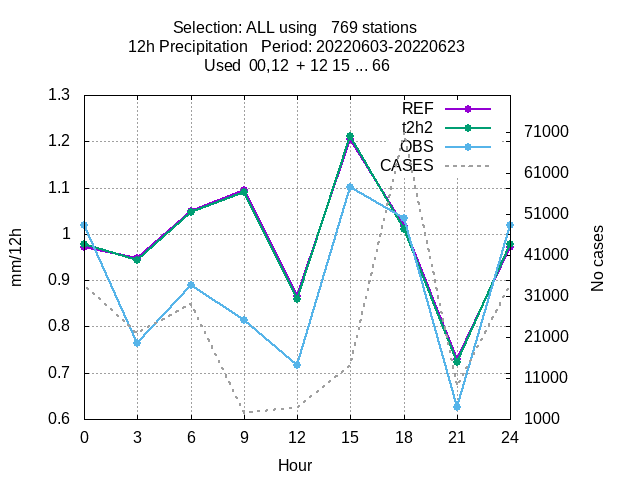 Selection: ALL using   769 stations
12h Precipitation   Period: 20220603-20220623
Used  00,12  + 12 15 ... 66
REF
t2h2
OBS
CASES
1.3
1.2
1.1
1
0.9
0.8
0.7
0.6
mm/12h
71000
61000
51000
41000
31000
21000
11000
1000
No cases
0 3 6 9 12 15 18 21 24
Hour